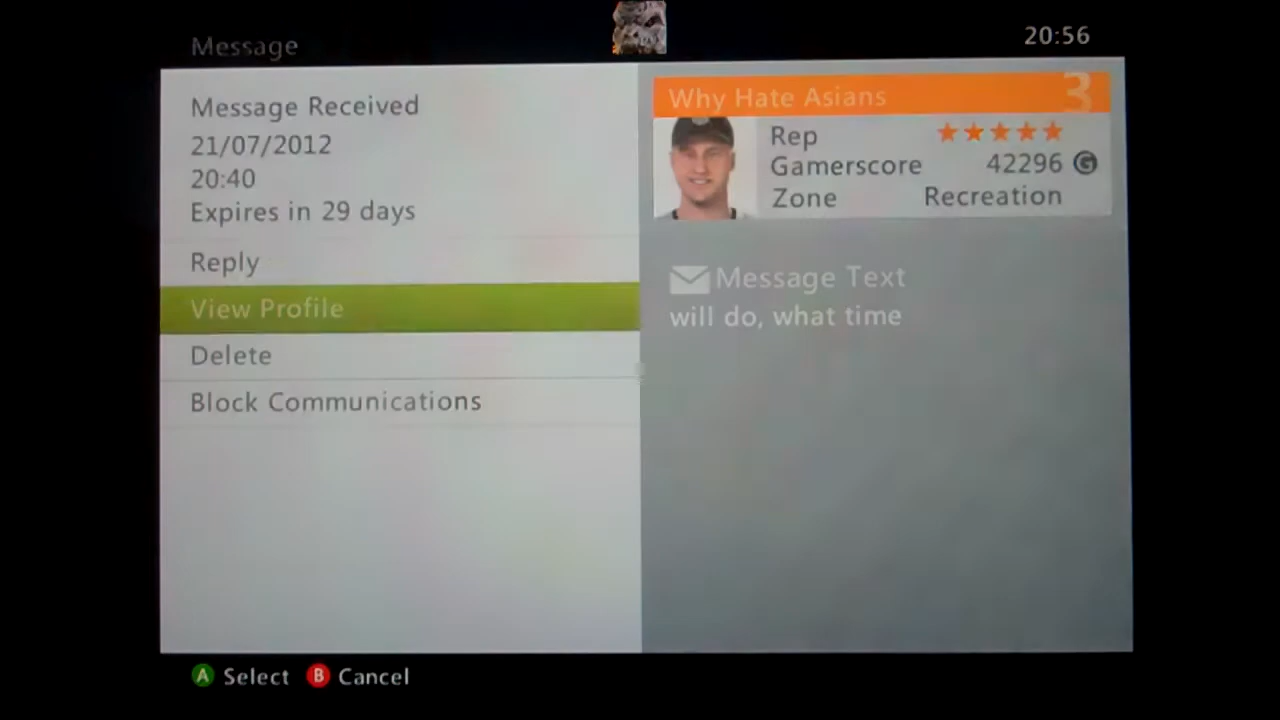 Message
20:56
Message Received
21/07/2012
20:40
Expires in 29 days
Reply
View Profile
Delete
Block Communications
Why Hate Asians 3
Rep
Gamerscore 42296 G
Zone Recreation
Message Text
will do, what time
A Select B Cancel